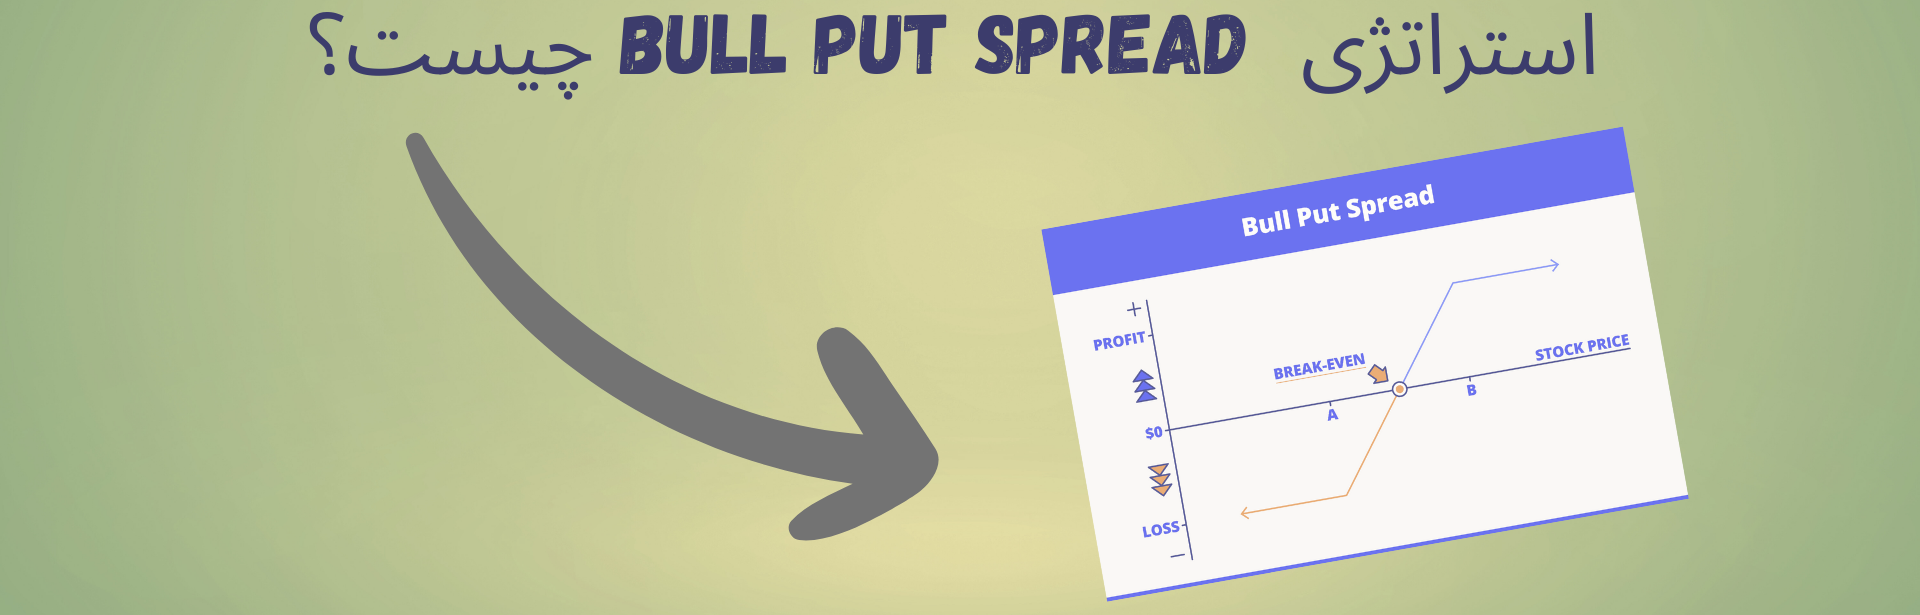 استراتژی BULL PUT SPREAD چیست؟
Bull Put Spread
+
PROFIT
BREAK-EVEN
STOCK PRICE
A
B
$0
LOSS
−